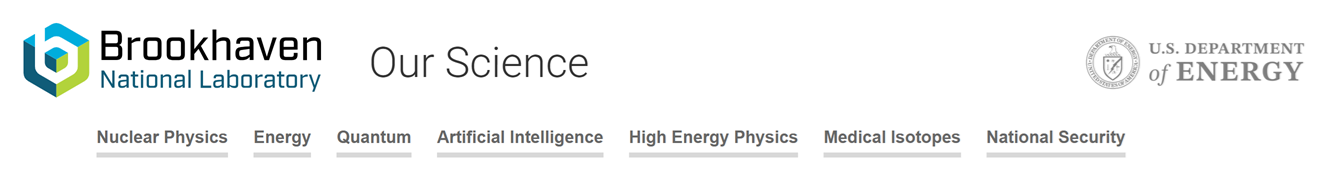 Brookhaven
National Laboratory
Our Science
U.S. DEPARTMENT
of ENERGY
Nuclear Physics Energy Quantum Artificial Intelligence High Energy Physics Medical Isotopes National Security